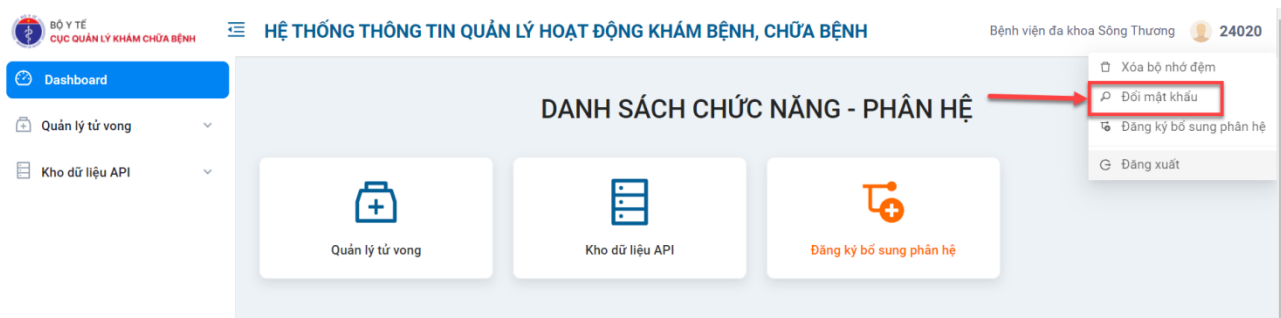 BỘ Y TẾ
CỤC QUẢN LÝ KHÁM CHỮA BỆNH
HỆ THỐNG THÔNG TIN QUẢN LÝ HOẠT ĐỘNG KHÁM BỆNH, CHỮA BỆNH
Bệnh viện đa khoa Sông Thương
24020
Dashboard
Quản lý tử vong
Kho dữ liệu API
Xóa bộ nhớ đệm
Đổi mật khẩu
Đăng ký bổ sung phân hệ
Đăng xuất
DANH SÁCH CHỨC NĂNG - PHÂN HỆ
Quản lý tử vong
Kho dữ liệu API
Đăng ký bổ sung phân hệ